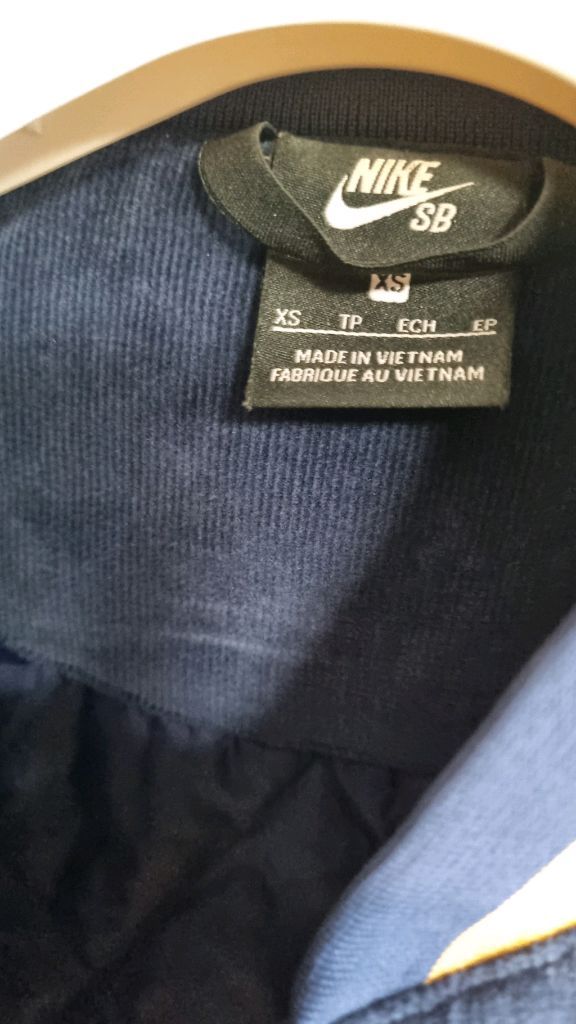 NIKE
SB
XS
XS TP ECH EP
MADE IN VIETNAM
FABRIQUE AU VIETNAM